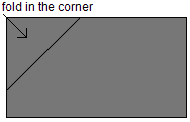 fold in the corner